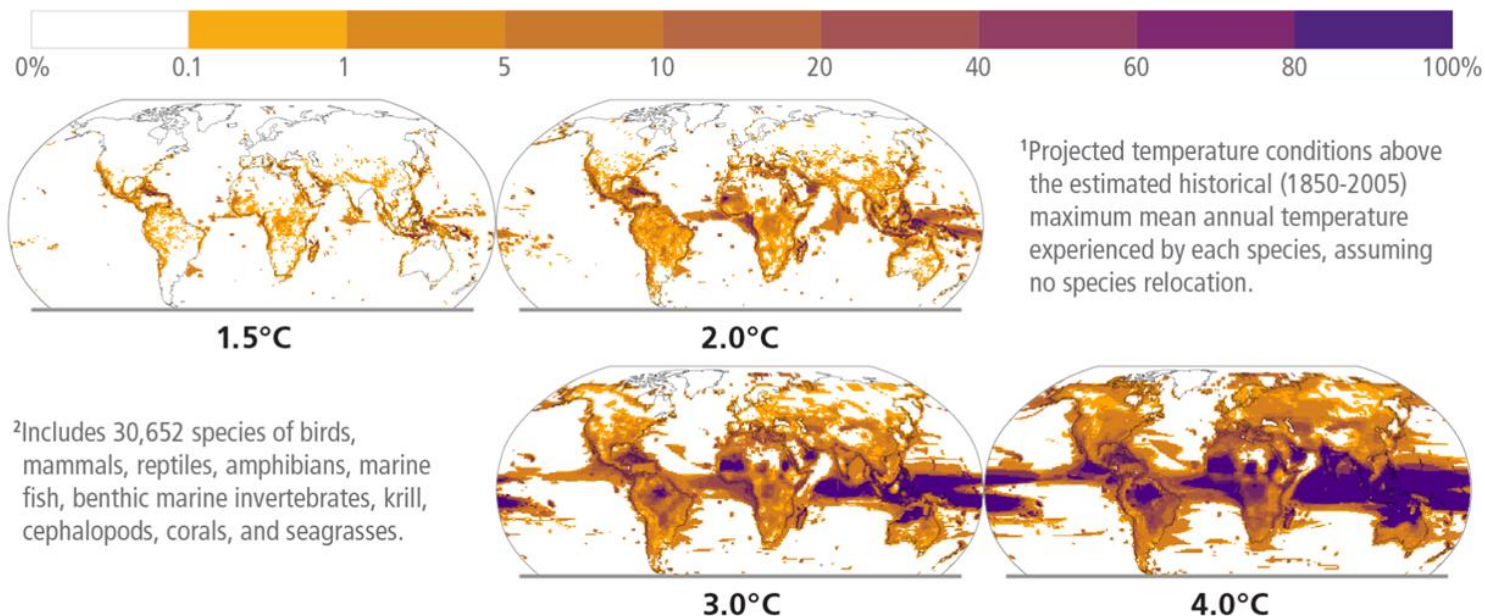 0% 0.1 1 5 10 20 40 60 80 100%
1.5°C
2.0°C
¹Projected temperature conditions above
the estimated historical (1850-2005)
maximum mean annual temperature
experienced by each species, assuming
no species relocation.
²Includes 30,652 species of birds,
mammals, reptiles, amphibians, marine
fish, benthic marine invertebrates, krill,
cephalopods, corals, and seagrasses.
3.0°C
4.0°C